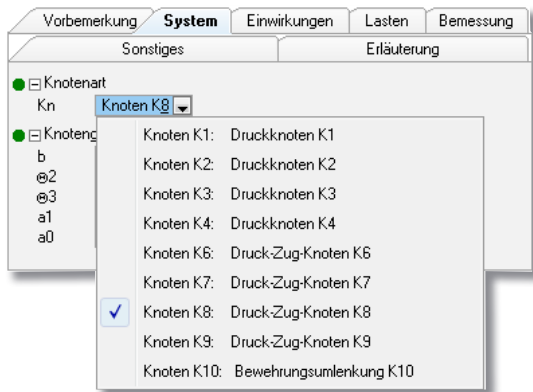 Vorbemerkung System Einwirkungen Lasten Bemessung
Sonstiges Erläuterung
Knotenart
Kn Knoten K8
Knoteng
b
Θ2
Θ3
a1
a0
Knoten K1: Druckknoten K1
Knoten K2: Druckknoten K2
Knoten K3: Druckknoten K3
Knoten K4: Druckknoten K4
Knoten K6: Druck-Zug-Knoten K6
Knoten K7: Druck-Zug-Knoten K7
Knoten K8: Druck-Zug-Knoten K8
Knoten K9: Druck-Zug-Knoten K9
Knoten K10: Bewehrungsumlenkung K10